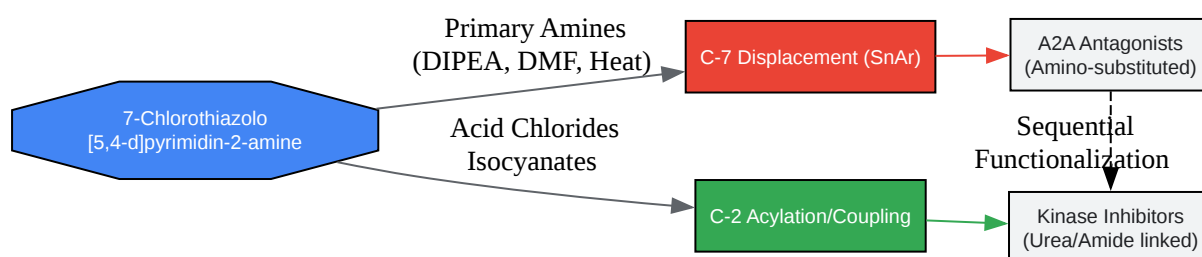 7-Chlorothiazolo
[5,4-d]pyrimidin-2-amine
Primary Amines
(DIPEA, DMF, Heat)
Acid Chlorides
Isocyanates
C-7 Displacement (SnAr)
C-2 Acylation/Coupling
A2A Antagonists
(Amino-substituted)
Sequential
Functionalization
Kinase Inhibitors
(Urea/Amide linked)